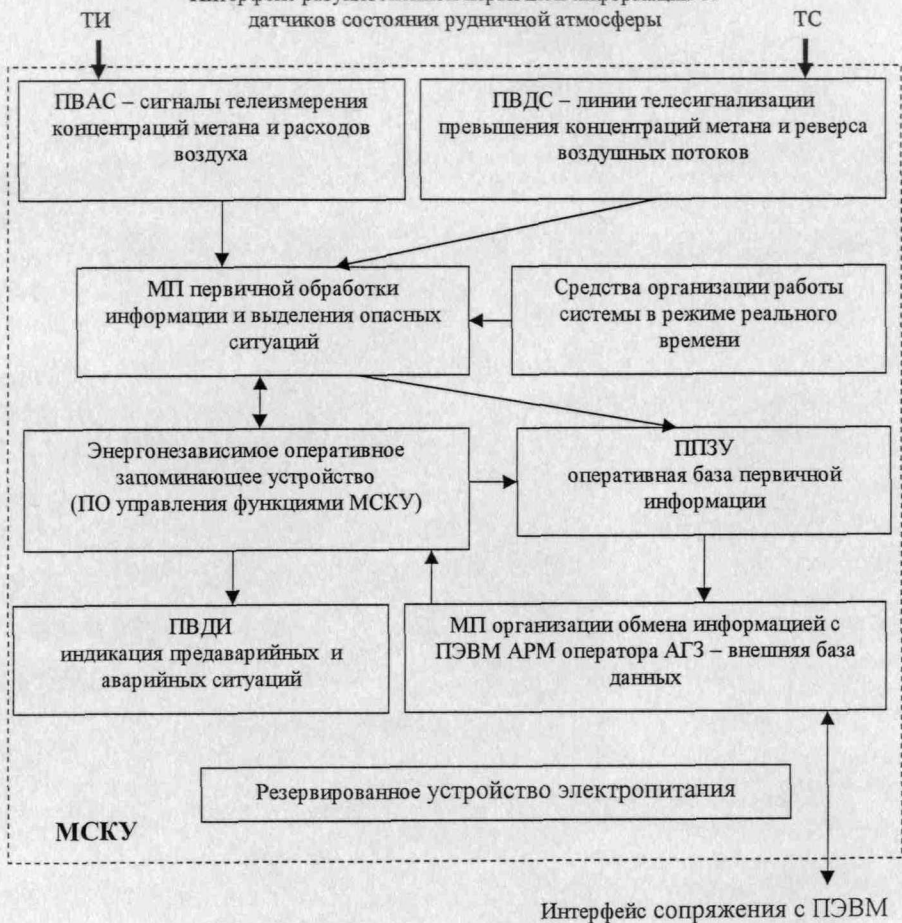 датчиков состояния рудничной атмосферы
ТИ
ТС
ПВАС – сигналы телеизмерения
концентраций метана и расходов
воздуха
ПВДС – линии телесигнализации
превышения концентраций метана и реверса
воздушных потоков
МП первичной обработки
информации и выделения опасных
ситуаций
Средства организации работы
системы в режиме реального
времени
Энергонезависимое оперативное
запоминающее устройство
(ПО управления функциями МСКУ)
ППЗУ
оперативная база первичной
информации
ПВДИ
индикация предаварийных и
аварийных ситуаций
МП организации обмена информацией с
ПЭВМ АРМ оператора АГЗ – внешняя база
данных
Резервированное устройство электропитания
МСКУ
Интерфейс сопряжения с ПЭВМ